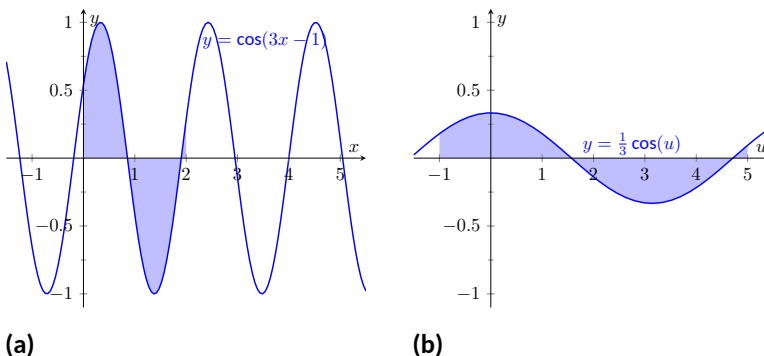 y
y = cos(3x − 1)
x
1
0.5
−0.5
−1
−1 1 2 3 4 5
(a)
y
y = 1/3 cos(u)
u
1
0.5
−0.5
−1
−1 1 2 3 4 5
(b)